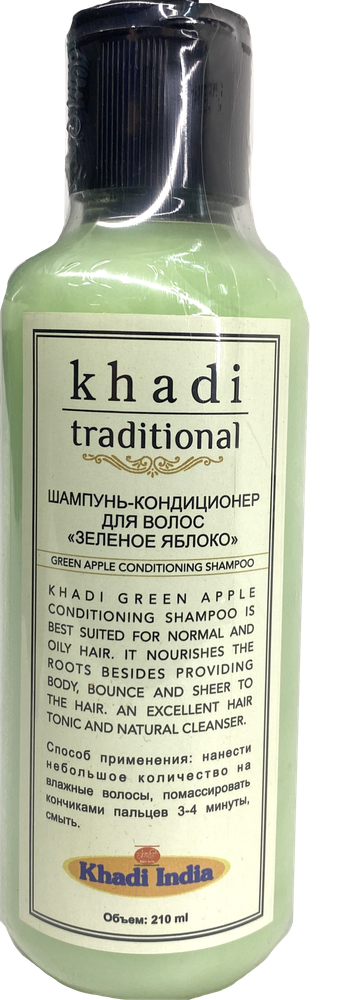 khadi
traditional
ШАМПУНЬ-КОНДИЦИОНЕР
ДЛЯ ВОЛОС
«ЗЕЛЕНОЕ ЯБЛОКО»
GREEN APPLE CONDITIONING SHAMPOO
KHADI GREEN APPLE
CONDITIONING SHAMPOO IS
BEST SUITED FOR NORMAL AND
OILY HAIR. IT NOURISHES THE
ROOTS BESIDES PROVIDING
BODY, BOUNCE AND SHEER TO
THE HAIR. AN EXCELLENT HAIR
TONIC AND NATURAL CLEANSER.
Способ применения: нанести
небольшое количество на
влажные волосы, помассировать
кончиками пальцев 3-4 минуты,
смыть.
Khadi India
Объем: 210 ml